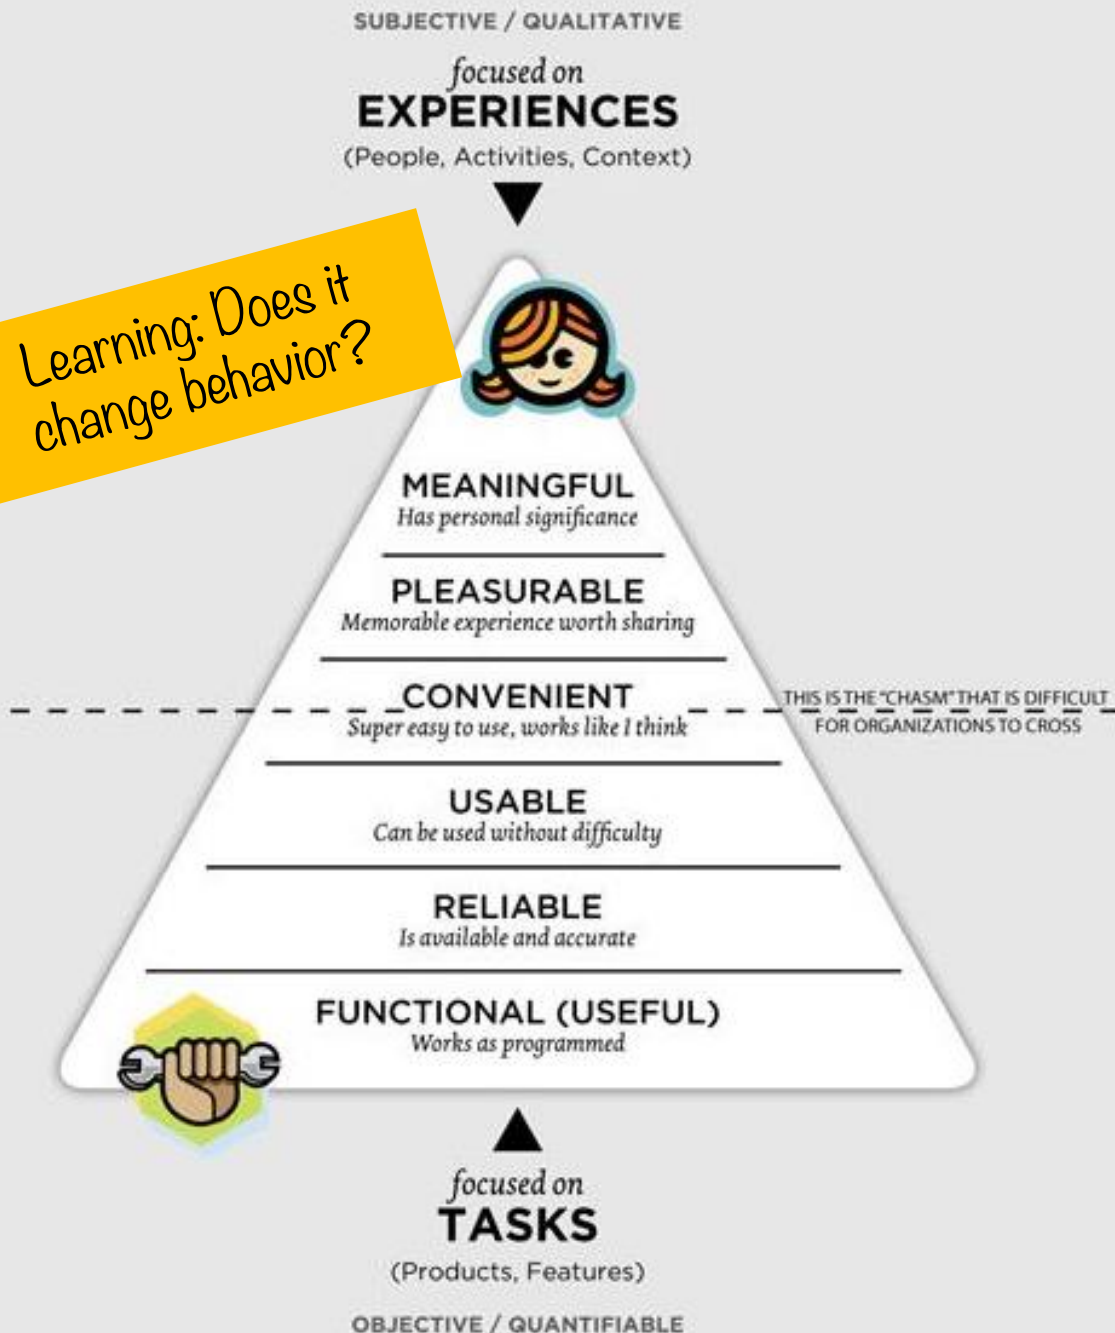 SUBJECTIVE / QUALITATIVE
focused on
EXPERIENCES
(People, Activities, Context)
Learning: Does it
change behavior?
MEANINGFUL
Has personal significance
PLEASURABLE
Memorable experience worth sharing
CONVENIENT
Super easy to use, works like I think
THIS IS THE "CHASM" THAT IS DIFFICULT
FOR ORGANIZATIONS TO CROSS
USABLE
Can be used without difficulty
RELIABLE
Is available and accurate
FUNCTIONAL (USEFUL)
Works as programmed
focused on
TASKS
(Products, Features)
OBJECTIVE / QUANTIFIABLE